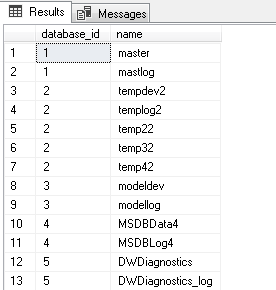 Results Messages
database_id name
1 1 master
2 1 mastlog
3 2 tempdev2
4 2 templog2
5 2 temp22
6 2 temp32
7 2 temp42
8 3 modeldev
9 3 modellog
10 4 MSDBData4
11 4 MSDBLog4
12 5 DWDiagnostics
13 5 DWDiagnostics_log